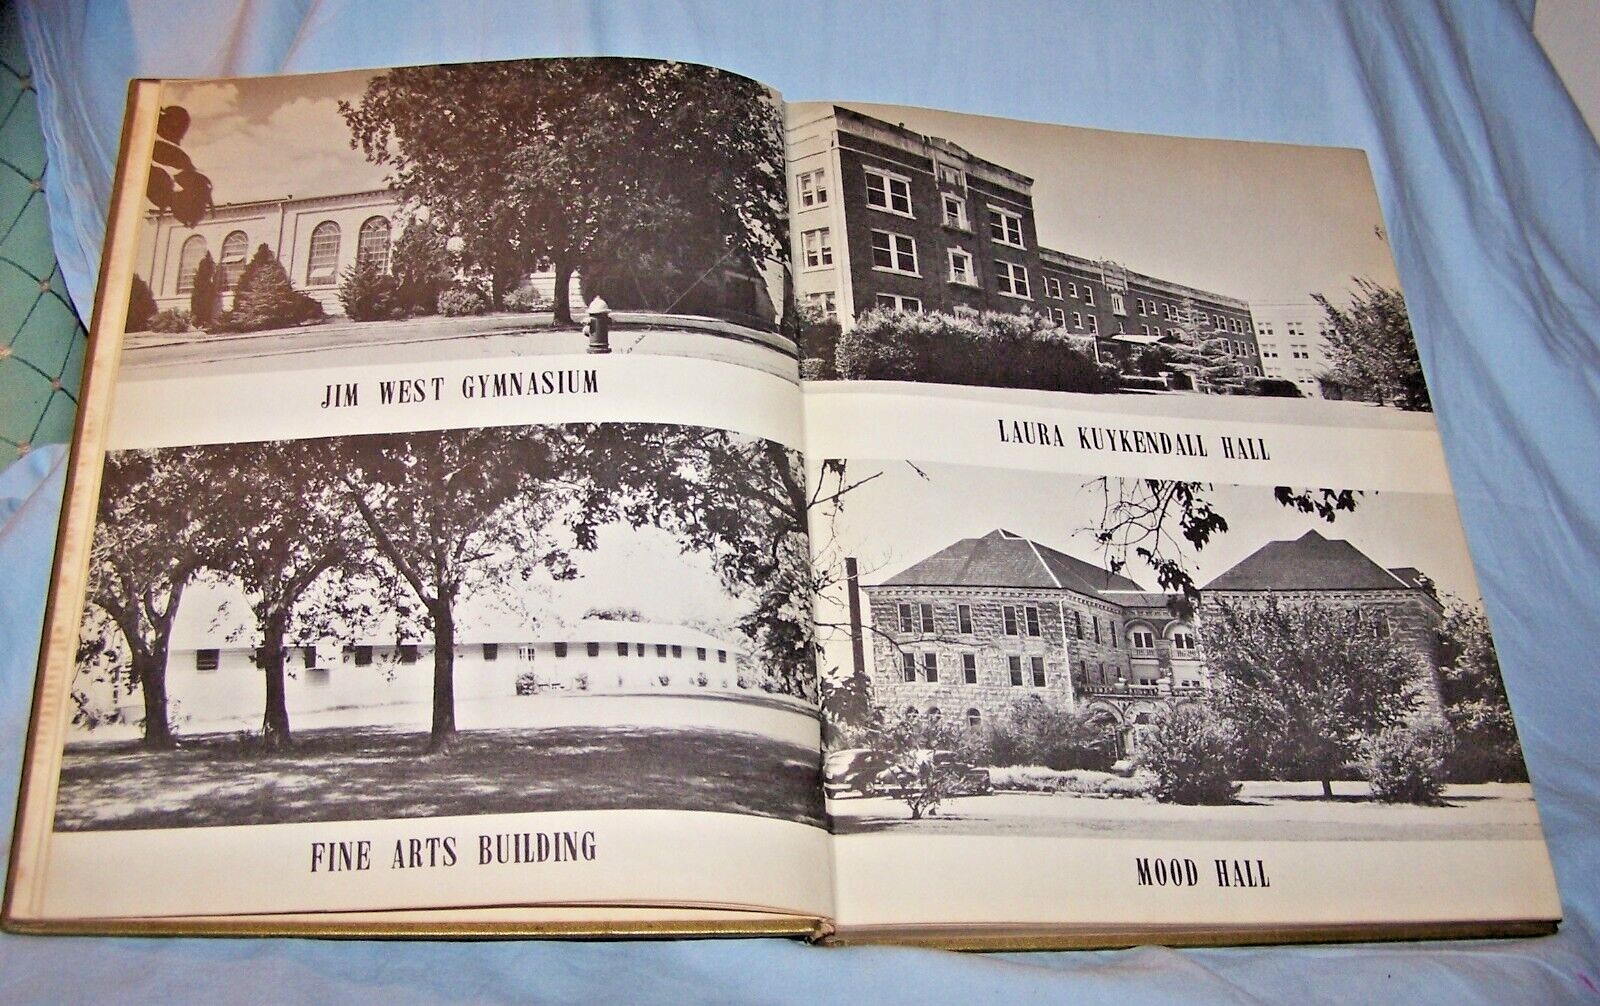 JIM WEST GYMNASIUM
FINE ARTS BUILDING
LAURA KUYKENDALL HALL
MOOD HALL